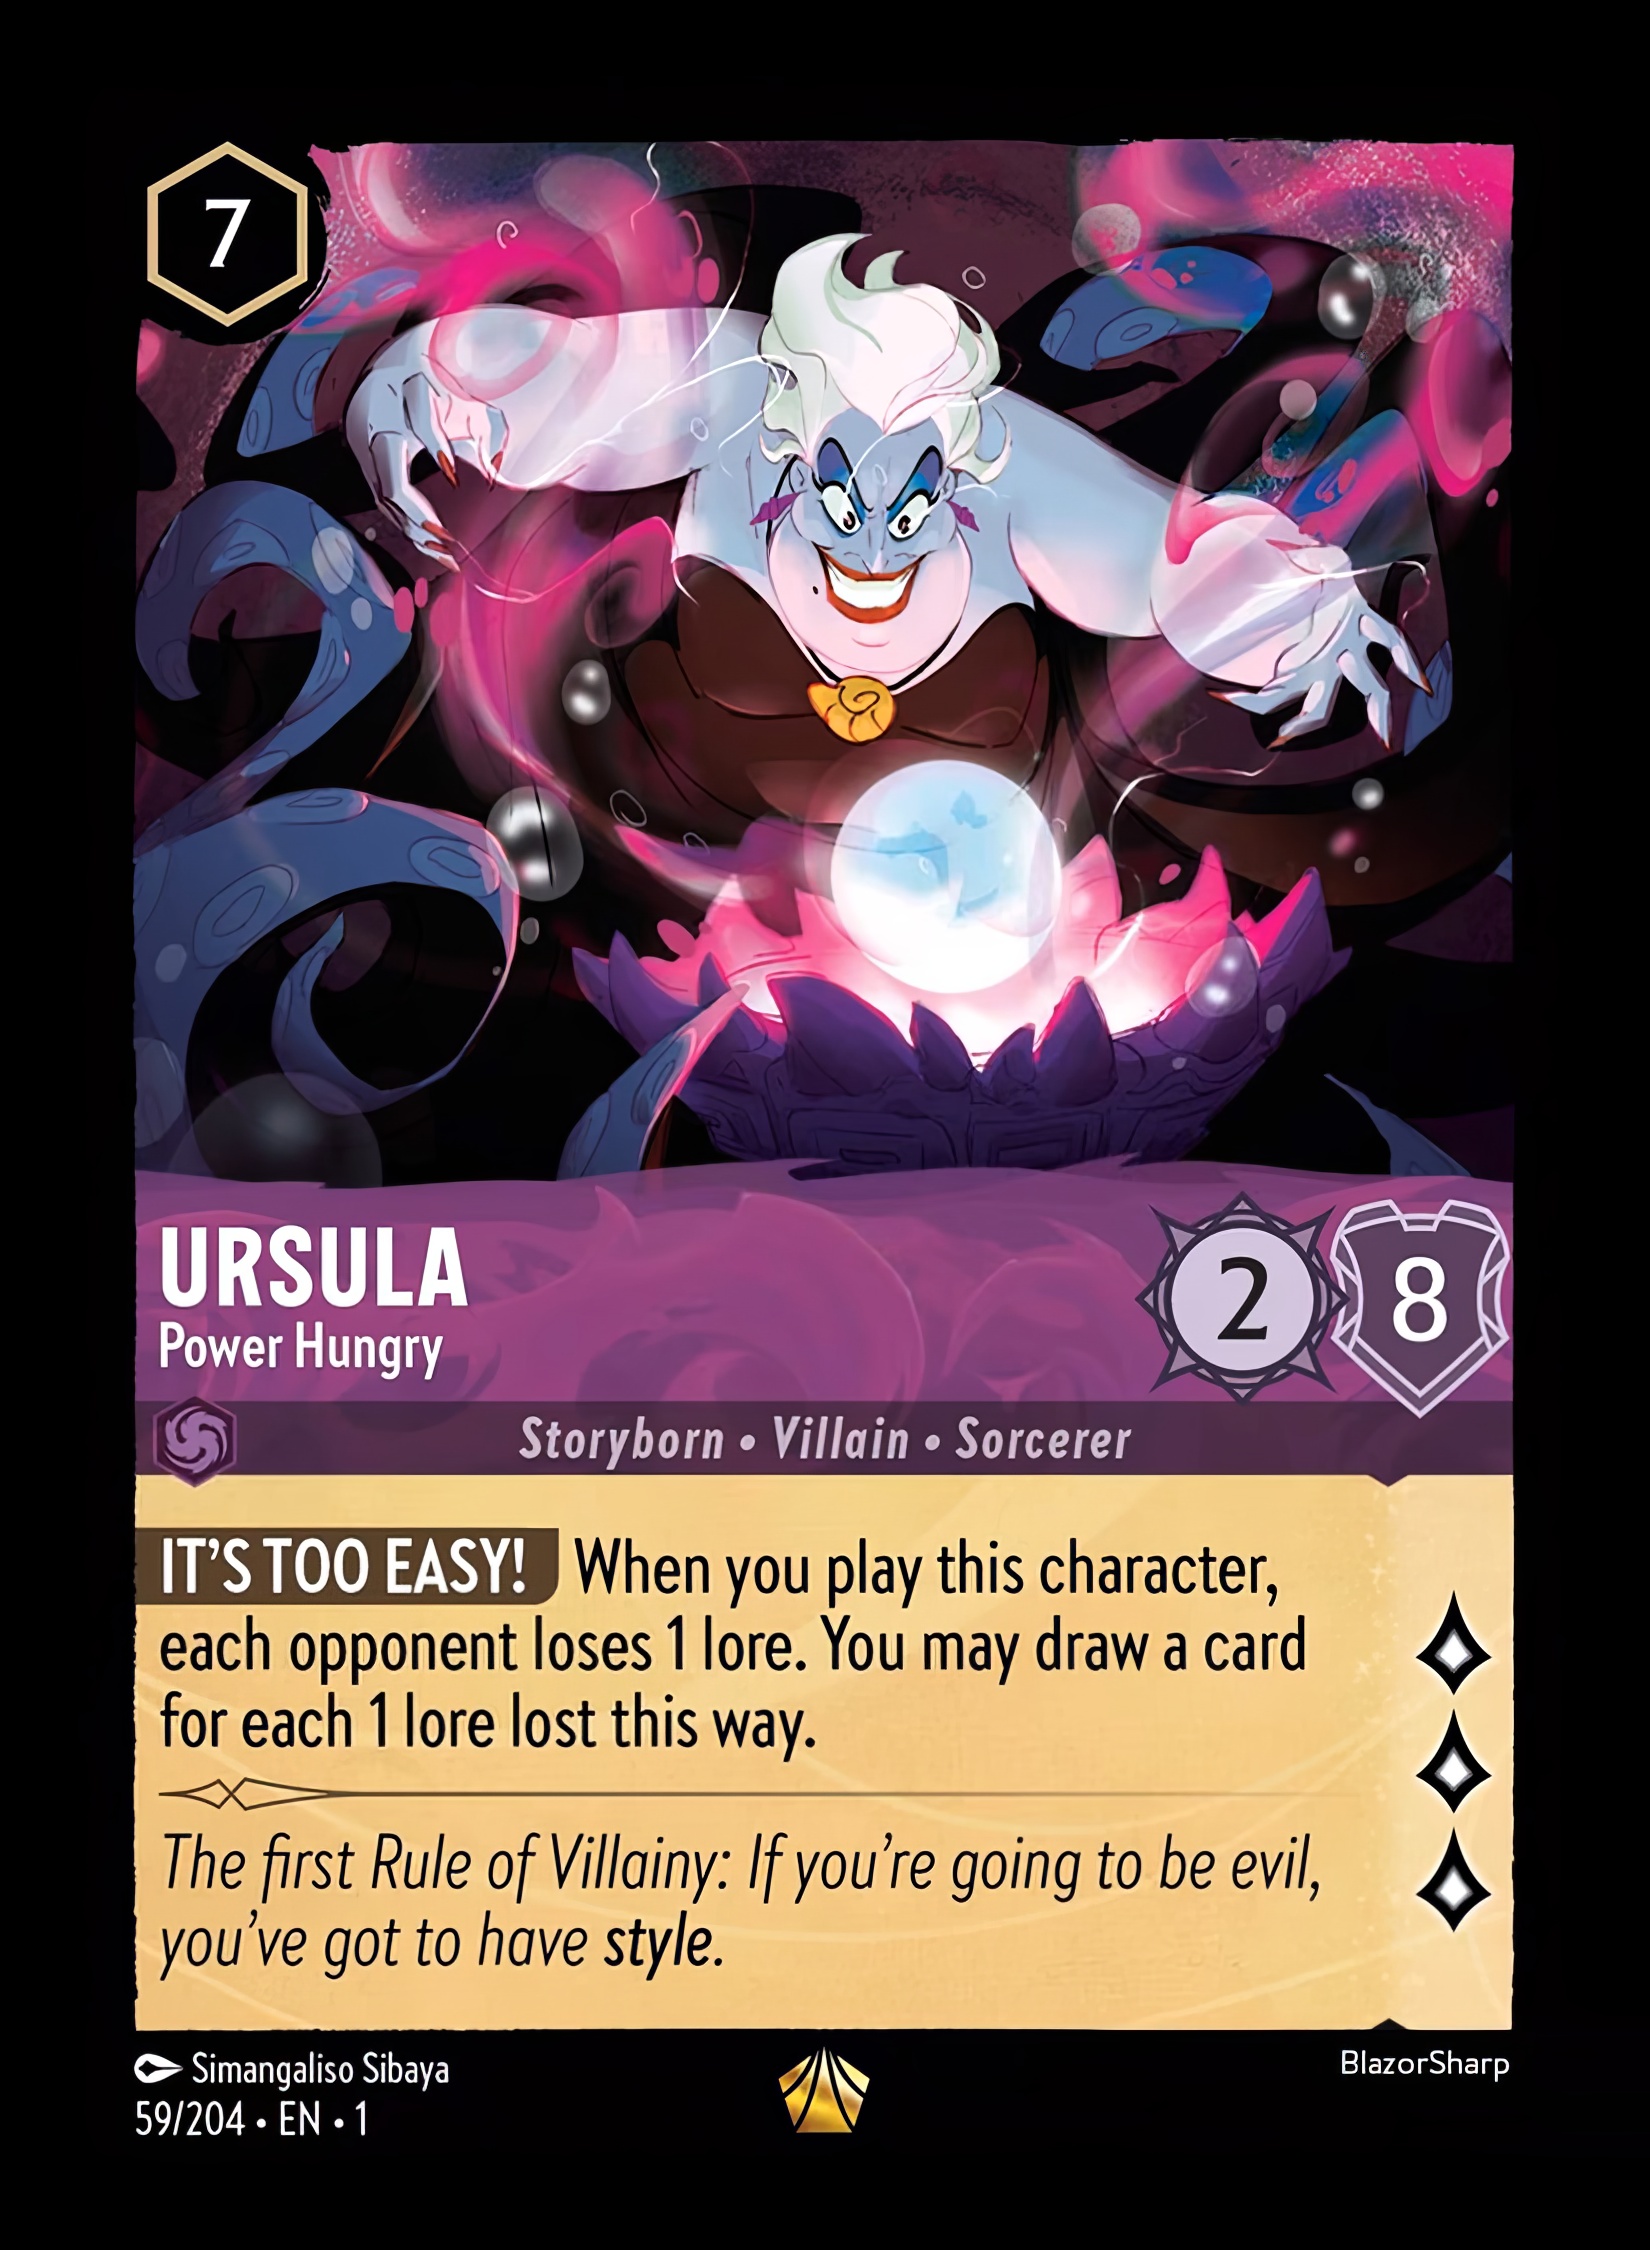 7
URSULA
Power Hungry
2
8
Storyborn • Villain • Sorcerer
IT'S TOO EASY! When you play this character,
each opponent loses 1 lore. You may draw a card
for each 1 lore lost this way.
The first Rule of Villainy: If you're going to be evil,
you've got to have style.
Simangaliso Sibaya
BlazorSharp
59/204 • EN • 1